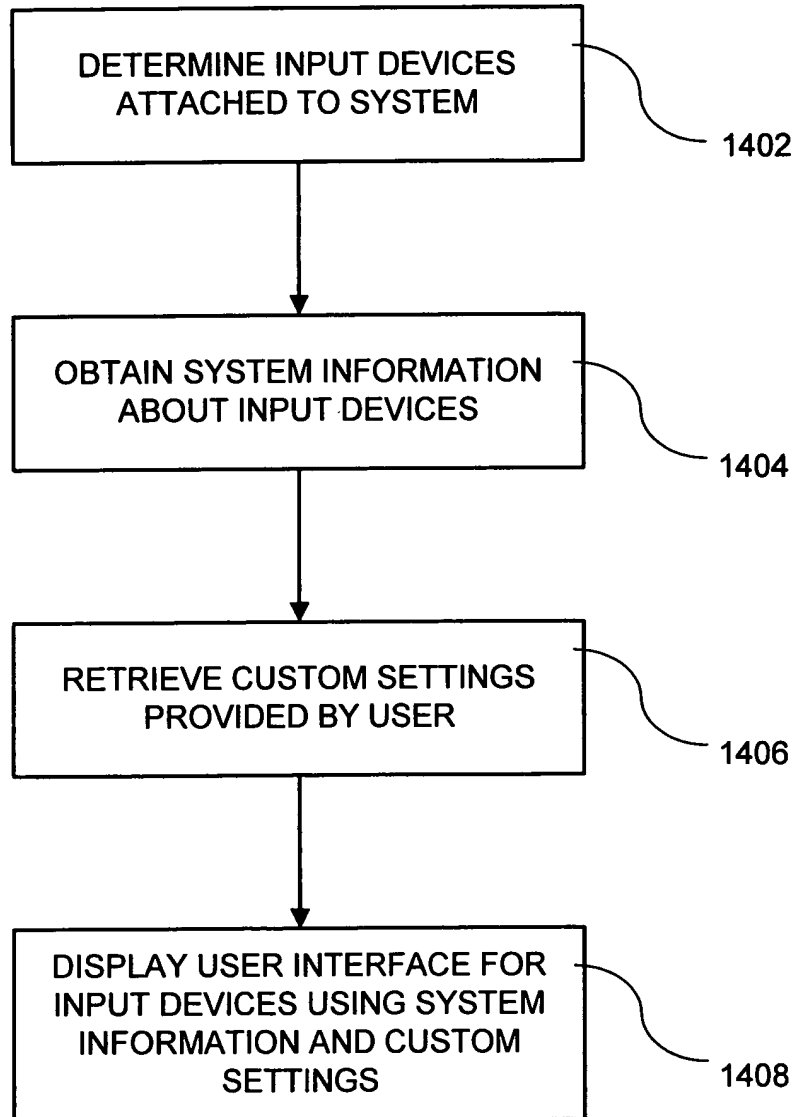 DETERMINE INPUT DEVICES
ATTACHED TO SYSTEM
1402
OBTAIN SYSTEM INFORMATION
ABOUT INPUT DEVICES
1404
RETRIEVE CUSTOM SETTINGS
PROVIDED BY USER
1406
DISPLAY USER INTERFACE FOR
INPUT DEVICES USING SYSTEM
INFORMATION AND CUSTOM
SETTINGS
1408